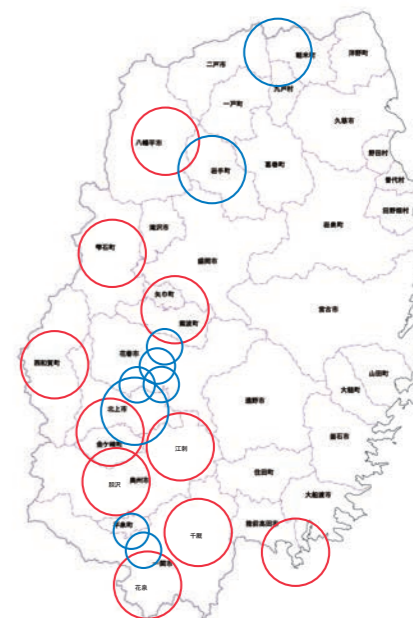 二戸市
軽米村
洋野町
九戸村
一戸町
久慈市
八幡平市
野田村
岩手町
葛巻町
普代村
田野畑村
滝沢市
岩泉町
雫石町
盛岡市
矢巾町
宮古市
紫波町
花巻市
西和賀町
山田町
大槌町
遠野市
北上市
釜石市
金ケ崎町
江刺
住田町
胆沢
奥州市
大船渡市
平泉町
陸前高田市
千厩
一関市
花泉